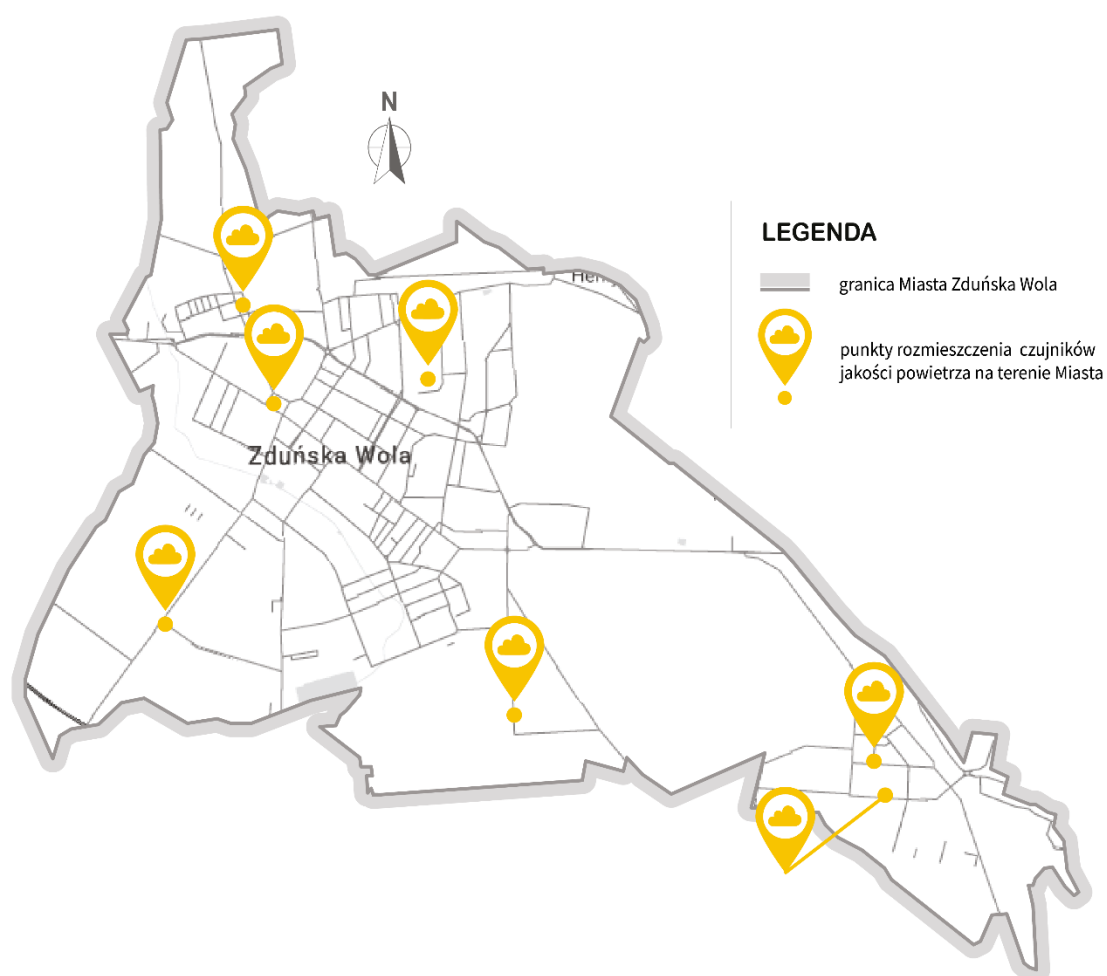 N
LEGENDA
granica Miasta Zduńska Wola
punkty rozmieszczenia czujników
jakości powietrza na terenie Miasta
Zduńska Wola